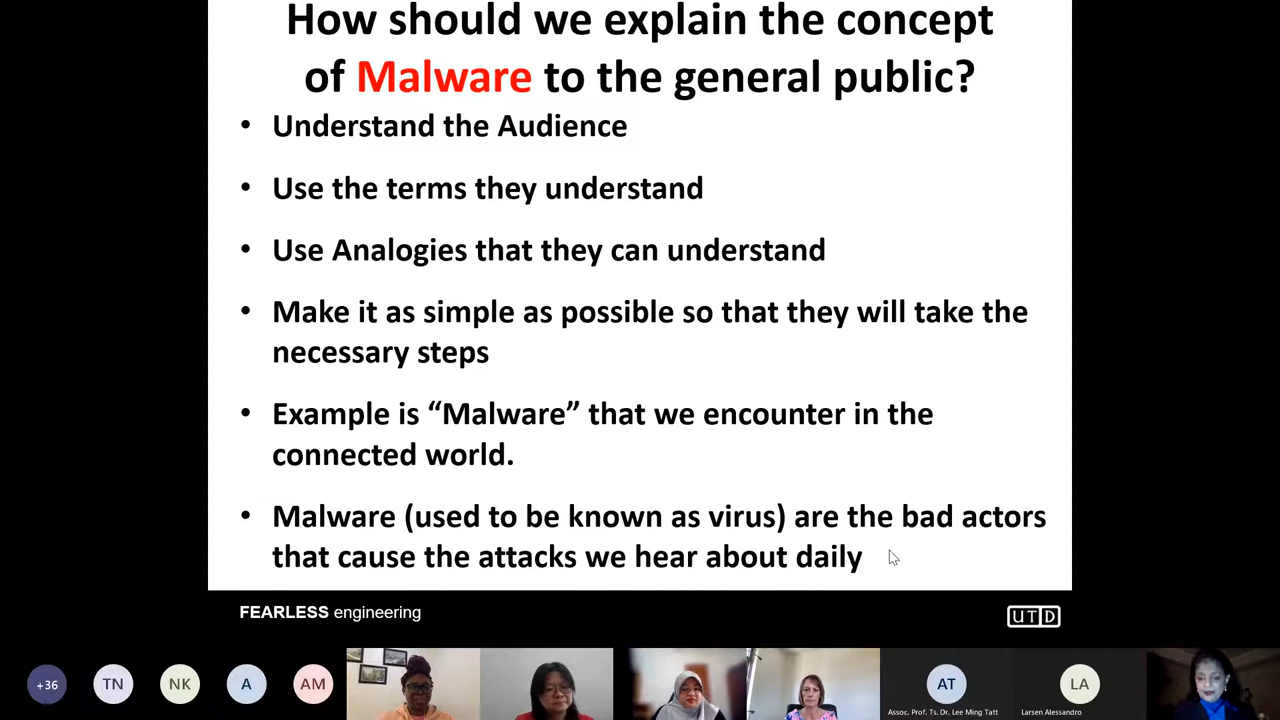 How should we explain the concept
of Malware to the general public?
• Understand the Audience
• Use the terms they understand
• Use Analogies that they can understand
• Make it as simple as possible so that they will take the
necessary steps
• Example is “Malware” that we encounter in the
connected world.
• Malware (used to be known as virus) are the bad actors
that cause the attacks we hear about daily
FEARLESS engineering
UTD
+36
TN
NK
A
AM
AT
LA
Assoc. Prof. Ts. Dr. Lee Ming Tatt
Larsen Alessandro